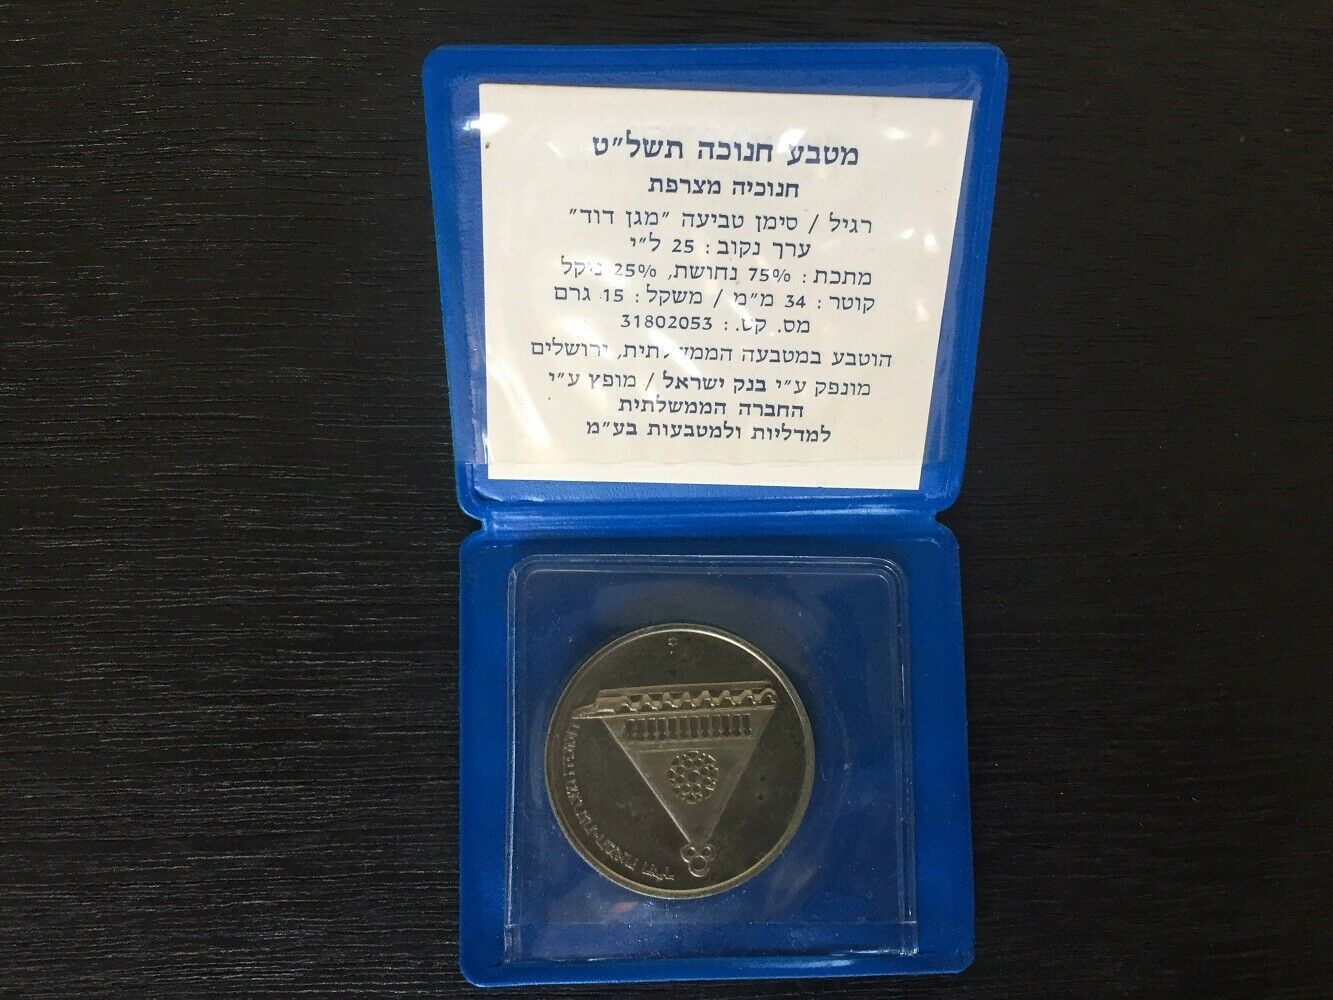 מטבע חנוכה תשל״ט
חנוכיה מצרפת
רגיל / סימן טביעה ״מגן דוד״
ערך נקוב : 25 ל״י
מתכת : 75% נחושת, 25% ניקל
קוטר : 34 מ״מ / משקל : 15 גרם
מס. קט. : 31802053
הוטבע במטבעה הממשלתית, ירושלים
מונפק ע״י בנק ישראל / מופץ ע״י
החברה הממשלתית
למדליות ולמטבעות בע״מ